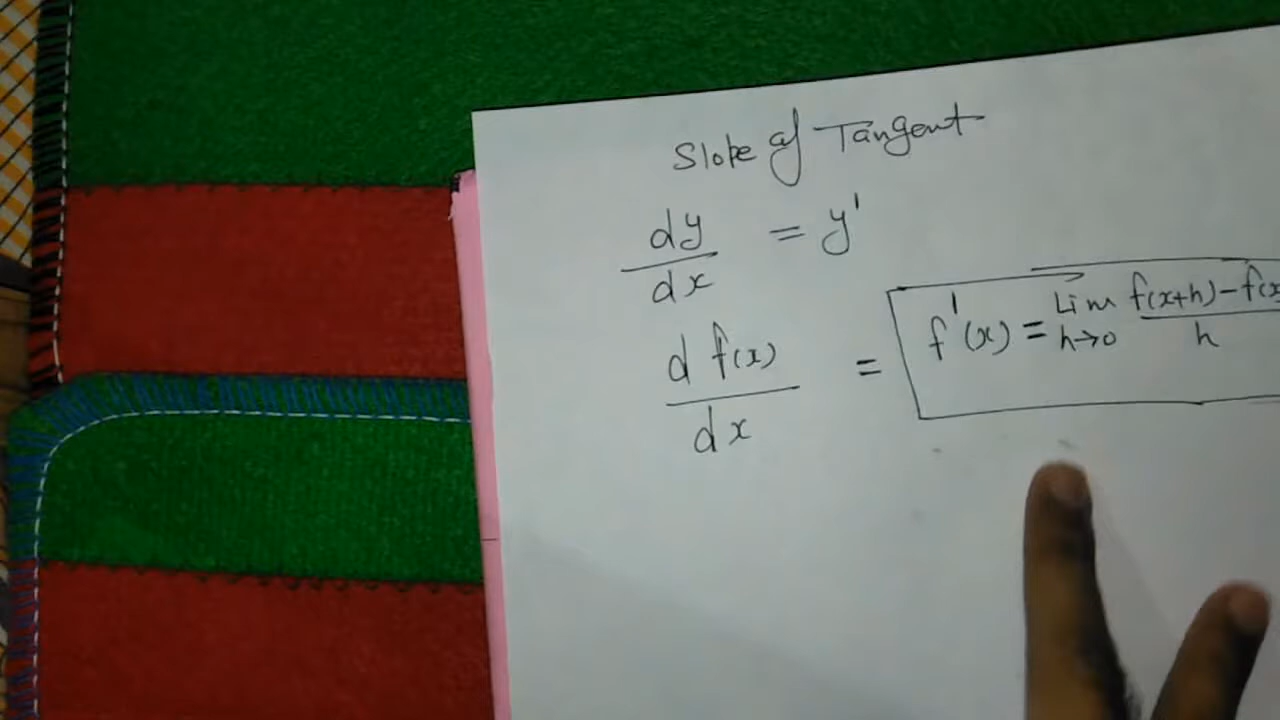 Slope of Tangent
dy/dx = y'
d f(x)/dx = f'(x) = Lim h→0 f(x+h)-f(x/h